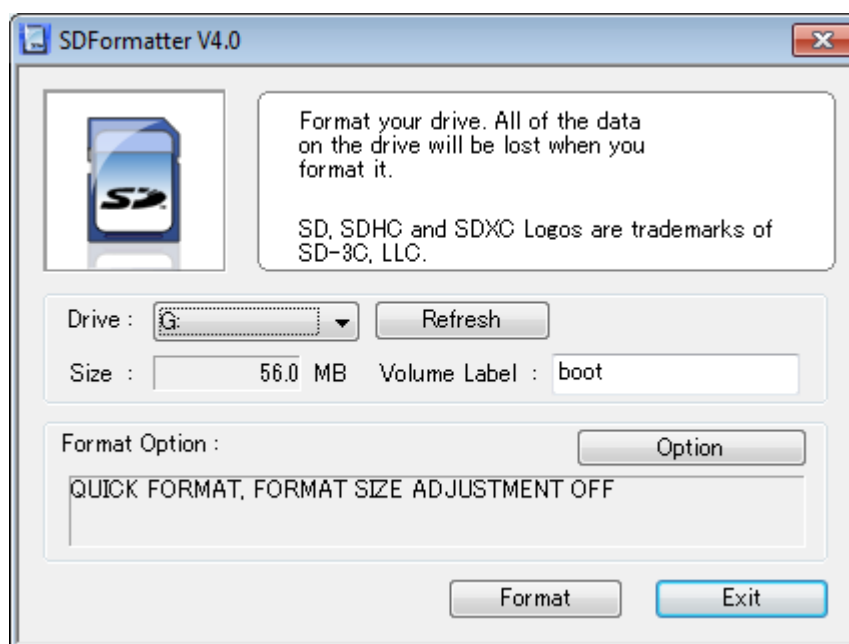 SDFormatter V4.0
SD
Format your drive. All of the data
on the drive will be lost when you
format it.
SD, SDHC and SDXC Logos are trademarks of
SD-3C, LLC.
Drive : G: Refresh
Size : 56.0 MB Volume Label : boot
Format Option : Option
QUICK FORMAT, FORMAT SIZE ADJUSTMENT OFF
Format Exit